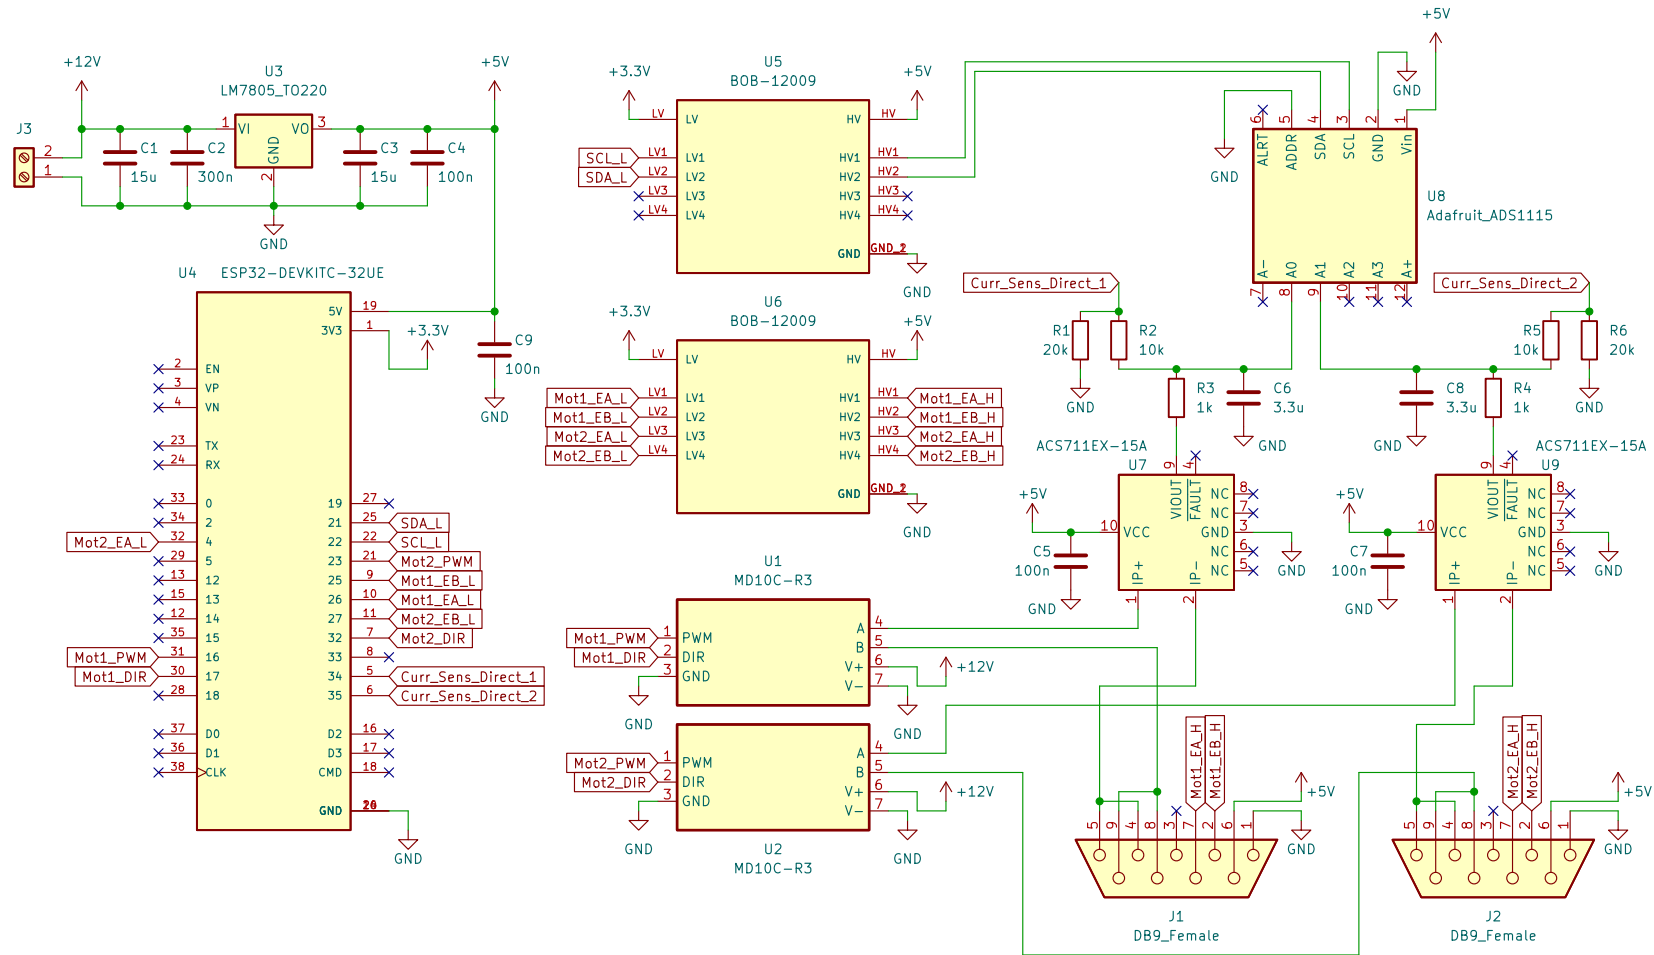 +12V
U3
LM7805_TO220
+5V
J3
2
1
C1
15u
C2
300n
1
VI
VO
3
GND
2
C3
15u
C4
100n
GND
U4
ESP32-DEVKITC-32UE
5V
19
3V3
1
+3.3V
C9
100n
GND
2
EN
3
VP
4
VN
23
TX
24
RX
33
0
19
27
34
2
21
25
SDA_L
Mot2_EA_L
32
4
22
22
SCL_L
29
5
23
21
Mot2_PWM
13
12
25
9
Mot1_EB_L
15
13
26
10
Mot1_EA_L
12
14
27
11
Mot2_EB_L
35
15
32
7
Mot2_DIR
Mot1_PWM
31
16
33
8
Mot1_DIR
30
17
34
5
Curr_Sens_Direct_1
28
18
35
6
Curr_Sens_Direct_2
37
D0
D2
16
36
D1
D3
17
38
CLK
CMD
18
GND
GND
U5
BOB-12009
+3.3V
+5V
LV
LV
HV
HV
SCL_L
LV1
LV1
HV1
HV1
SDA_L
LV2
LV2
HV2
HV2
LV3
LV3
HV3
HV3
LV4
LV4
HV4
HV4
GND
GND
U6
BOB-12009
+3.3V
+5V
LV
LV
HV
HV
Mot1_EA_L
LV1
LV1
HV1
HV1
Mot1_EA_H
Mot1_EB_L
LV2
LV2
HV2
HV2
Mot1_EB_H
Mot2_EA_L
LV3
LV3
HV3
HV3
Mot2_EA_H
Mot2_EB_L
LV4
LV4
HV4
HV4
Mot2_EB_H
GND
GND
U1
MD10C-R3
Mot1_PWM
1
PWM
Mot1_DIR
2
DIR
3
GND
A
4
B
5
V+
6
V-
7
+12V
GND
GND
Mot2_PWM
1
PWM
Mot2_DIR
2
DIR
3
GND
A
4
B
5
V+
6
V-
7
+12V
GND
GND
U2
MD10C-R3
+5V
GND
GND
6
5
4
3
2
1
ALRT
ADDR
SDA
SCL
GND
Vin
U8
Adafruit_ADS1115
A-
A0
A1
A2
A3
A+
7
8
9
10
11
12
Curr_Sens_Direct_1
Curr_Sens_Direct_2
R1
20k
R2
10k
R5
10k
R6
20k
GND
R3
1k
C6
3.3u
GND
C8
3.3u
R4
1k
GND
GND
ACS711EX-15A
U7
9
4
VIOUT
FAULT
+5V
10
VCC
C5
100n
GND
NC
8
NC
7
GND
3
NC
6
NC
5
GND
IP+
IP-
1
2
ACS711EX-15A
U9
9
4
VIOUT
FAULT
+5V
10
VCC
C7
100n
GND
NC
8
NC
7
GND
3
NC
6
NC
5
GND
IP+
IP-
1
2
Mot1_EA_H
Mot1_EB_H
+5V
GND
5
9
4
8
3
7
2
6
1
J1
DB9_Female
Mot2_EA_H
Mot2_EB_H
+5V
GND
5
9
4
8
3
7
2
6
1
J2
DB9_Female